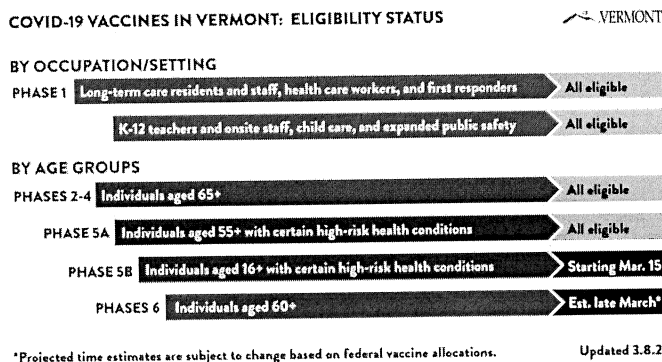 COVID-19 VACCINES IN VERMONT: ELIGIBILITY STATUS
VERMONT
BY OCCUPATION/SETTING
PHASE 1 Long-term care residents and staff, health care workers, and first responders All eligible
K-12 teachers and onsite staff, child care, and expanded public safety All eligible
BY AGE GROUPS
PHASES 2-4 Individuals aged 65+ All eligible
PHASE 5A Individuals aged 55+ with certain high-risk health conditions All eligible
PHASE 5B Individuals aged 16+ with certain high-risk health conditions Starting Mar. 15
PHASES 6 Individuals aged 60+ Est. late March*
*Projected time estimates are subject to change based on federal vaccine allocations. Updated 3.8.2